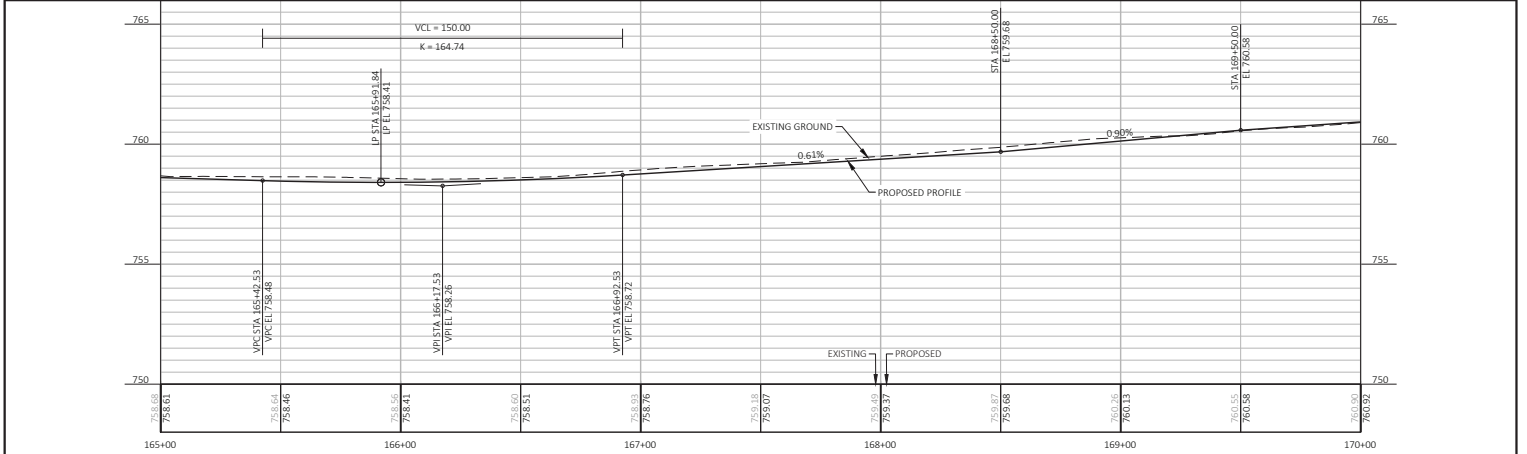 765
765
VCL = 150.00
K = 164.74
LP STA 165+91.84
LP EL 758.41
STA 168+50.00
EL 759.68
STA 169+50.00
EL 760.58
760
760
EXISTING GROUND
0.61%
0.90%
PROPOSED PROFILE
755
755
VPC STA 165+42.53
VPC EL 758.48
VPI STA 166+17.53
VPI EL 758.26
VPT STA 166+92.53
VPT EL 758.72
EXISTING
PROPOSED
750
750
758.68
758.61
758.64
758.46
758.56
758.41
758.60
758.51
758.93
758.76
759.18
759.07
759.49
759.37
759.87
759.68
760.26
760.13
760.55
760.58
760.90
760.92
165+00
166+00
167+00
168+00
169+00
170+00